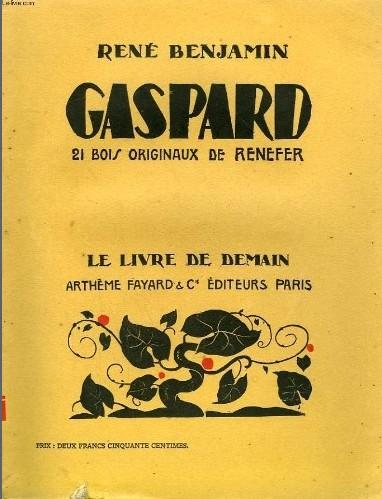 RENÉ BENJAMIN
GASPARD
21 BOIS ORIGINAUX DE RENEFER
LE LIVRE DE DEMAIN
ARTHÈME FAYARD & Cie ÉDITEURS PARIS
PRIX : DEUX FRANCS CINQUANTE CENTIMES.